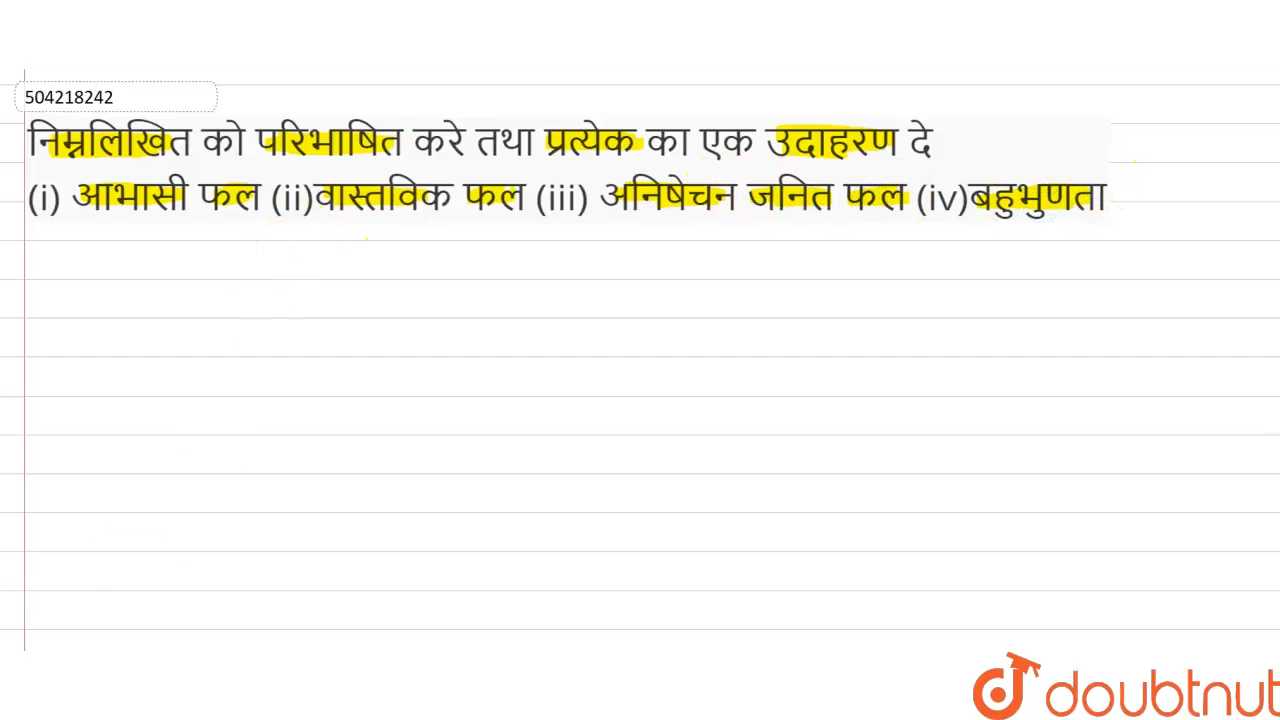 504218242
निम्नलिखित को परिभाषित करे तथा प्रत्येक का एक उदाहरण दे
(i) आभासी फल (ii)वास्तविक फल (iii) अनिषेचन जनित फल (iv)बहुभुणता
doubtnut